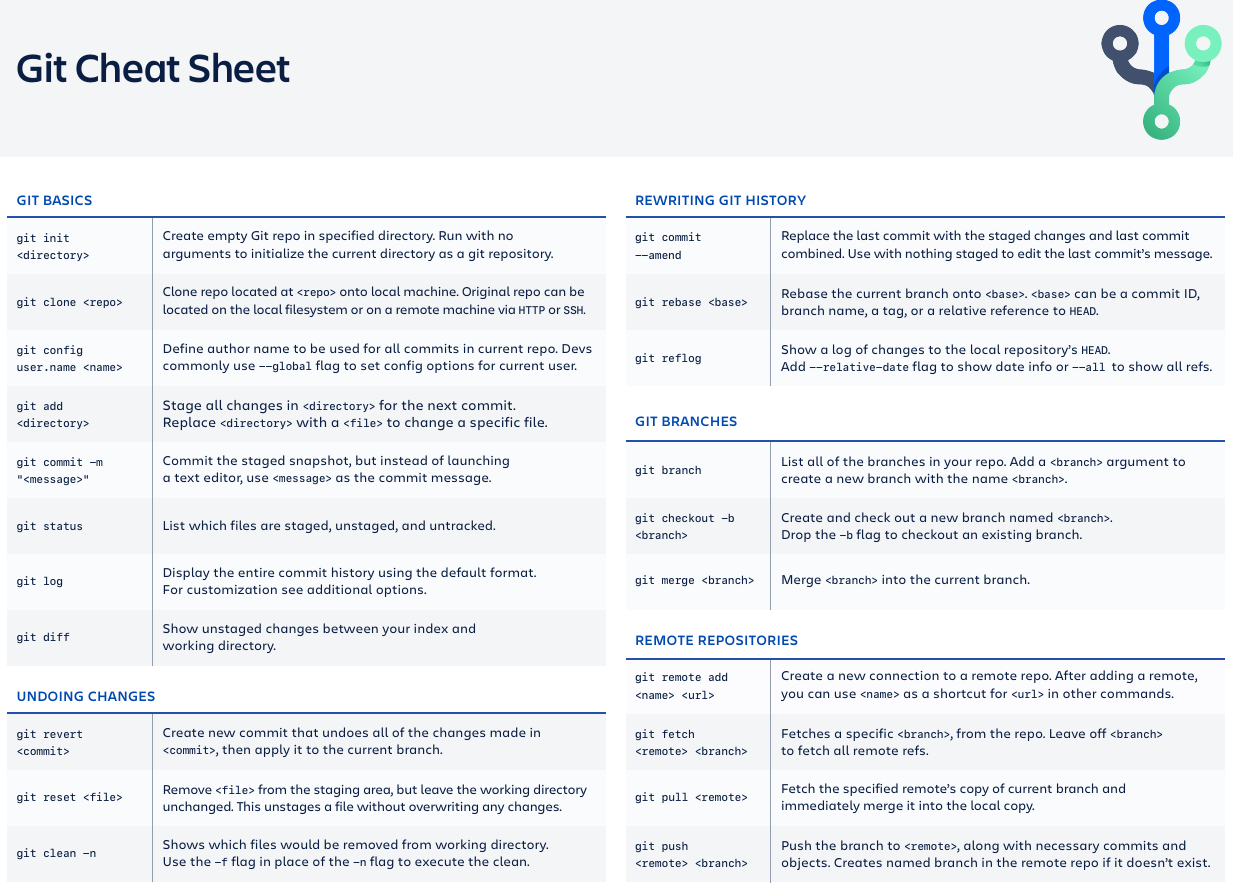 Git Cheat Sheet
GIT BASICS
git init
<directory>
Create empty Git repo in specified directory. Run with no
arguments to initialize the current directory as a git repository.
git clone <repo>
Clone repo located at <repo> onto local machine. Original repo can be
located on the local filesystem or on a remote machine via HTTP or SSH.
git config
user.name <name>
Define author name to be used for all commits in current repo. Devs
commonly use --global flag to set config options for current user.
git add
<directory>
Stage all changes in <directory> for the next commit.
Replace <directory> with a <file> to change a specific file.
git commit -m
"<message>"
Commit the staged snapshot, but instead of launching
a text editor, use <message> as the commit message.
git status
List which files are staged, unstaged, and untracked.
git log
Display the entire commit history using the default format.
For customization see additional options.
git diff
Show unstaged changes between your index and
working directory.
UNDOING CHANGES
git revert
<commit>
Create new commit that undoes all of the changes made in
<commit>, then apply it to the current branch.
git reset <file>
Remove <file> from the staging area, but leave the working directory
unchanged. This unstages a file without overwriting any changes.
git clean -n
Shows which files would be removed from working directory.
Use the -f flag in place of the -n flag to execute the clean.
REWRITING GIT HISTORY
git commit
--amend
Replace the last commit with the staged changes and last commit
combined. Use with nothing staged to edit the last commit's message.
git rebase <base>
Rebase the current branch onto <base>. <base> can be a commit ID,
branch name, a tag, or a relative reference to HEAD.
git reflog
Show a log of changes to the local repository's HEAD.
Add --relative-date flag to show date info or --all to show all refs.
GIT BRANCHES
git branch
List all of the branches in your repo. Add a <branch> argument to
create a new branch with the name <branch>.
git checkout -b
<branch>
Create and check out a new branch named <branch>.
Drop the -b flag to checkout an existing branch.
git merge <branch>
Merge <branch> into the current branch.
REMOTE REPOSITORIES
git remote add
<name> <url>
Create a new connection to a remote repo. After adding a remote,
you can use <name> as a shortcut for <url> in other commands.
git fetch
<remote> <branch>
Fetches a specific <branch>, from the repo. Leave off <branch>
to fetch all remote refs.
git pull <remote>
Fetch the specified remote's copy of current branch and
immediately merge it into the local copy.
git push
<remote> <branch>
Push the branch to <remote>, along with necessary commits and
objects. Creates named branch in the remote repo if it doesn't exist.